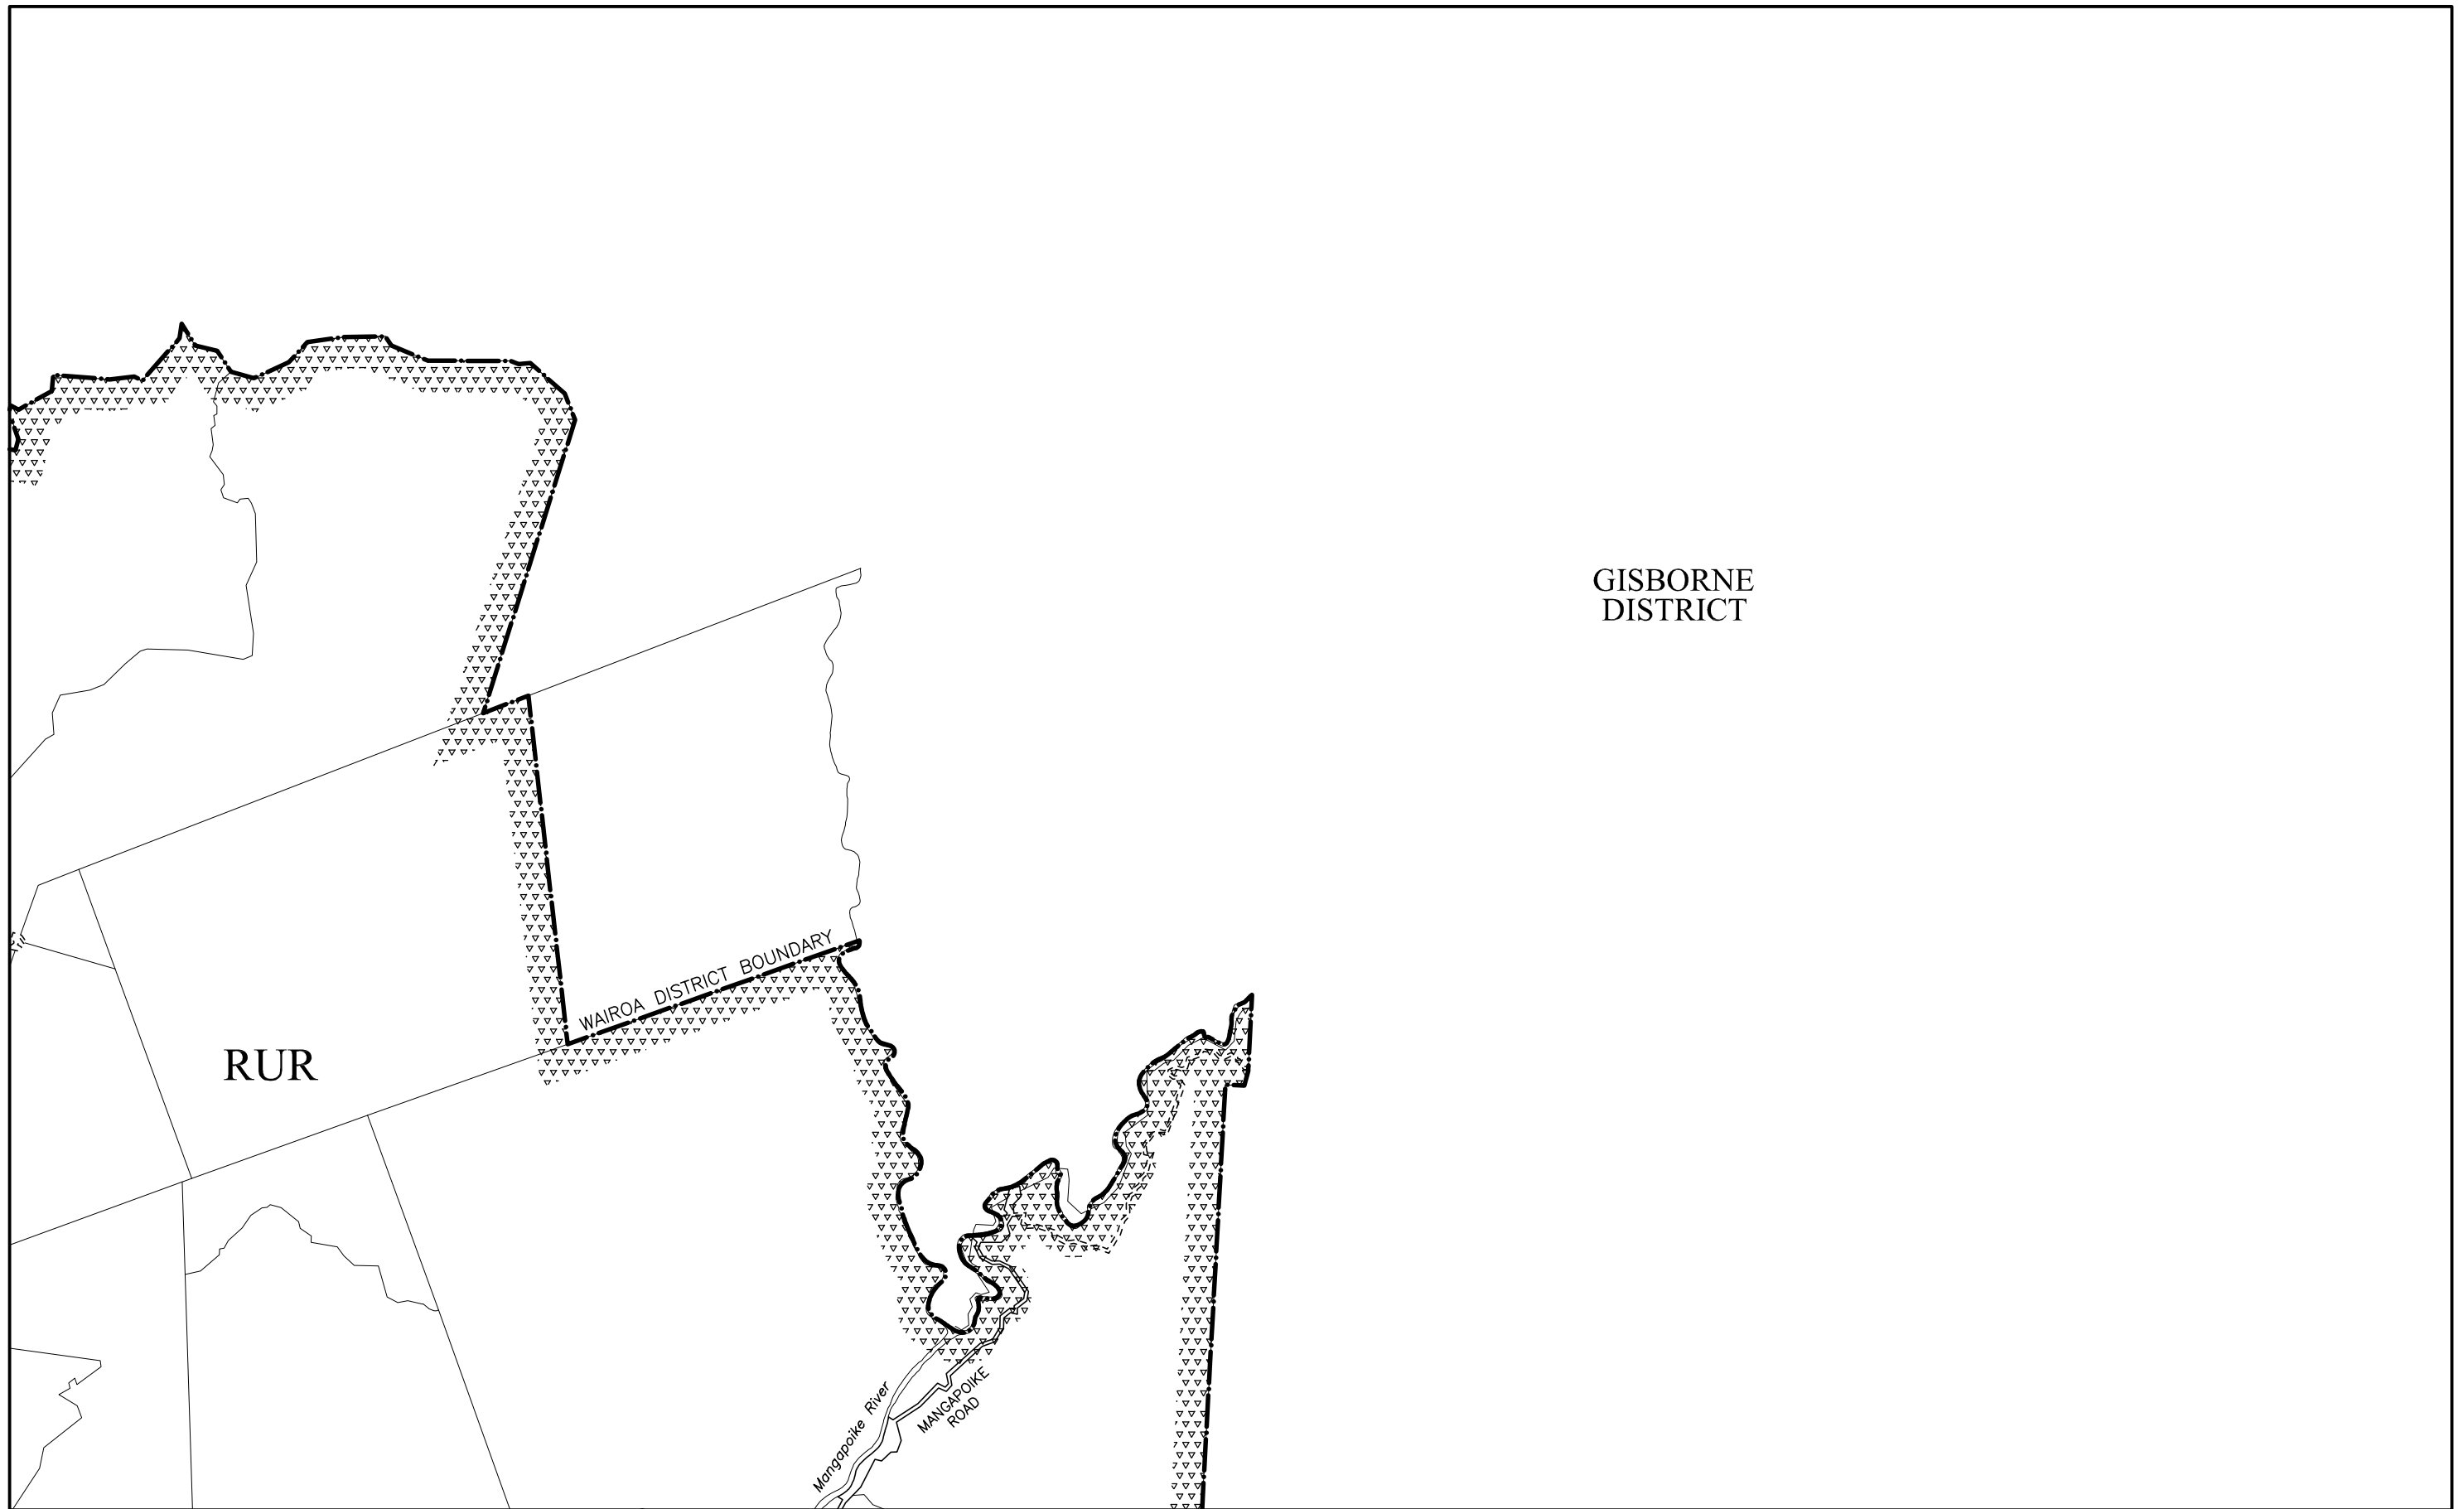 GISBORNE
DISTRICT
WAIROA DISTRICT BOUNDARY
RUR
Mangapoike River
MANGAPOIKE
ROAD